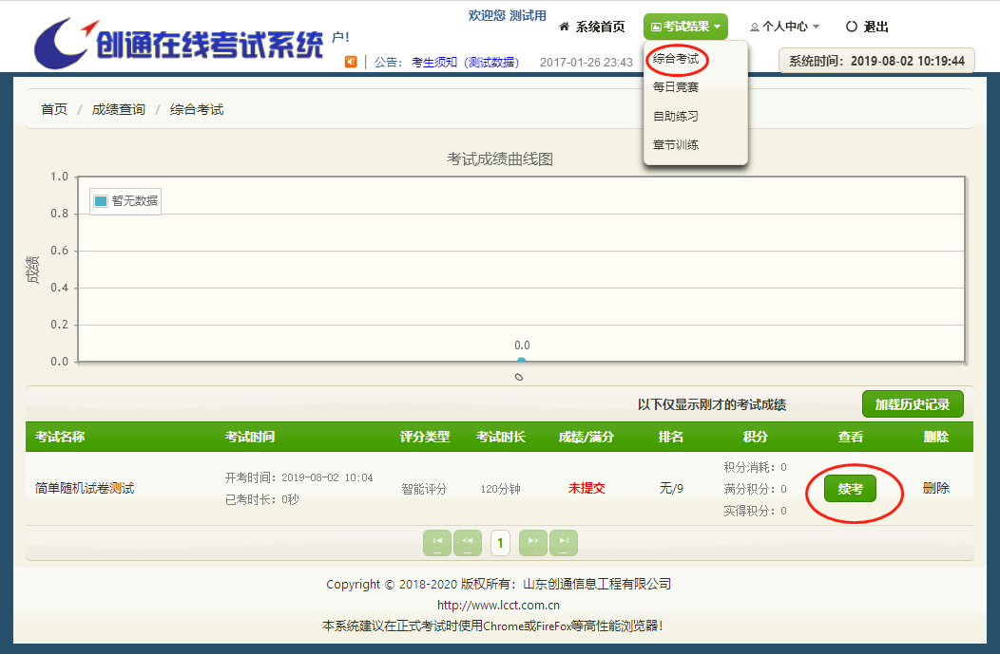 创通在线考试系统
欢迎您 测试用户!
系统首页
考试结果
个人中心
退出
公告: 考生须知（测试数据） 2017-01-26 23:43
系统时间：2019-08-02 10:19:44
综合考试
每日竞赛
自助练习
章节训练
首页 / 成绩查询 / 综合考试
考试成绩曲线图
成绩
1.0
0.8
0.6
0.4
0.2
0.0
暂无数据
0.0
0
以下仅显示刚才的考试成绩
加载历史记录
考试名称 考试时间 评分类型 考试时长 成绩/满分 排名 积分 查看 删除
简单随机试卷测试
开考时间：2019-08-02 10:04
已考时长：0秒
智能评分
120分钟
未提交
无/9
积分消耗：0
满分积分：0
实得积分：0
续考
删除
1
Copyright © 2018-2020 版权所有：山东创通信息工程有限公司
http://www.lcct.com.cn
本系统建议在正式考试时使用Chrome或FireFox等高性能浏览器！